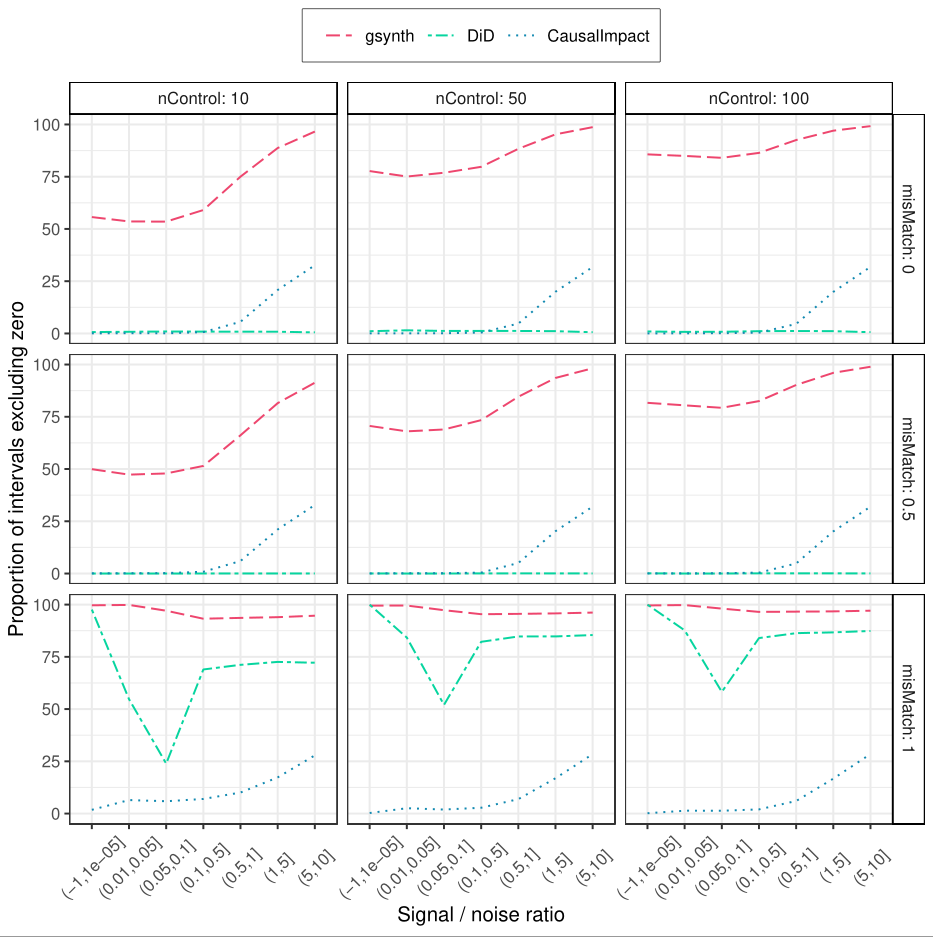 gsynth DiD CausalImpact
nControl: 10 nControl: 50 nControl: 100
100
75
50
25
0
misMatch: 0
100
75
50
25
0
misMatch: 0.5
100
75
50
25
0
misMatch: 1
Proportion of intervals excluding zero
(−1,1e−05] (0.01,0.05] (0.05,0.1] (0.1,0.5] (0.5,1] (1,5] (5,10] (−1,1e−05] (0.01,0.05] (0.05,0.1] (0.1,0.5] (0.5,1] (1,5] (5,10] (−1,1e−05] (0.01,0.05] (0.05,0.1] (0.1,0.5] (0.5,1] (1,5] (5,10]
Signal / noise ratio